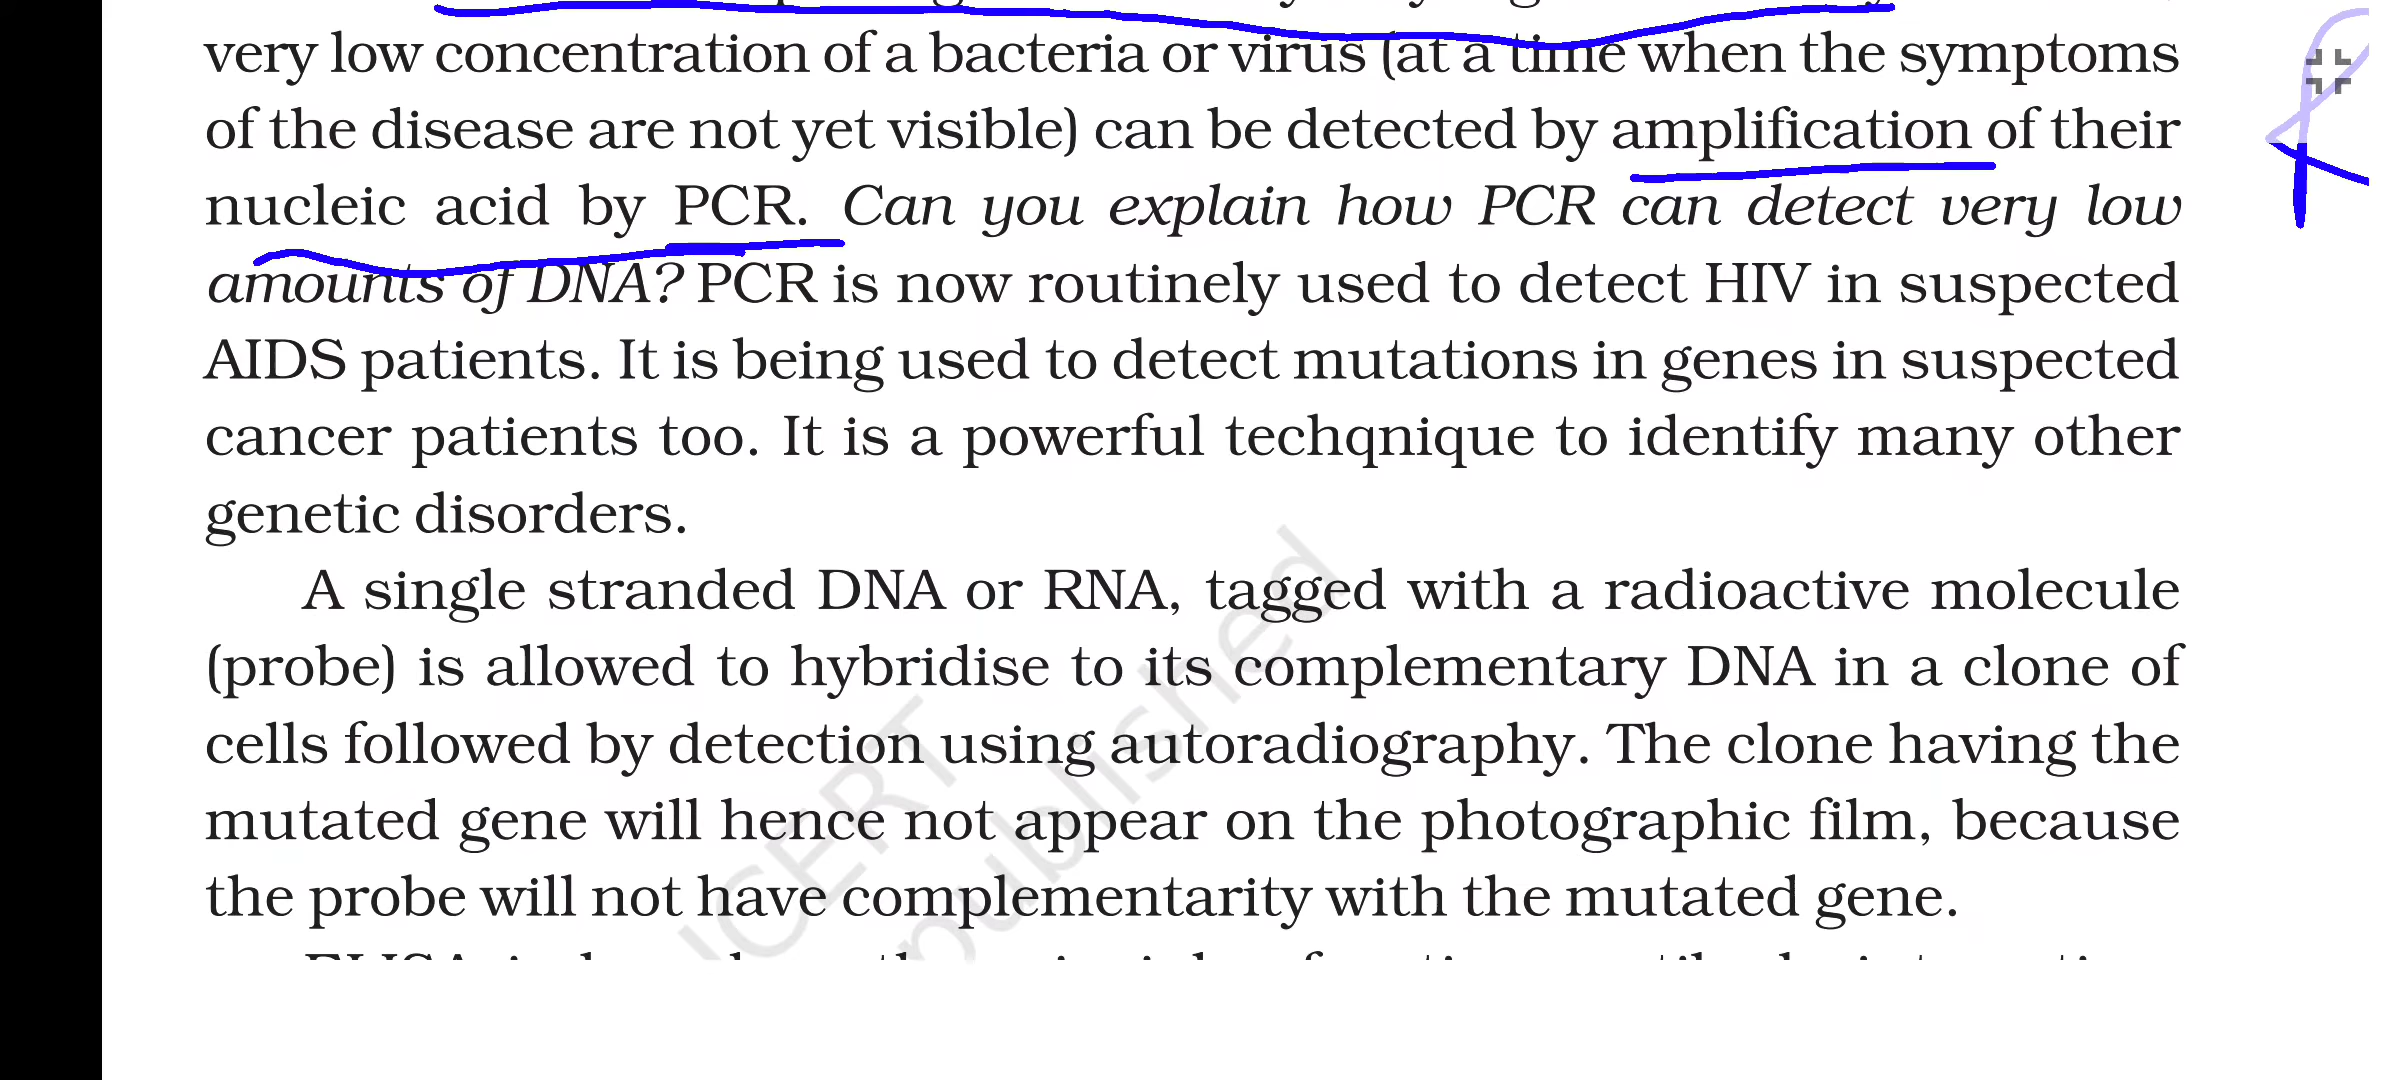 very low concentration of a bacteria or virus (at a time when the symptoms
of the disease are not yet visible) can be detected by amplification of their
nucleic acid by PCR. Can you explain how PCR can detect very low
amounts of DNA? PCR is now routinely used to detect HIV in suspected
AIDS patients. It is being used to detect mutations in genes in suspected
cancer patients too. It is a powerful techqnique to identify many other
genetic disorders.
A single stranded DNA or RNA, tagged with a radioactive molecule
(probe) is allowed to hybridise to its complementary DNA in a clone of
cells followed by detection using autoradiography. The clone having the
mutated gene will hence not appear on the photographic film, because
the probe will not have complementarity with the mutated gene.
published